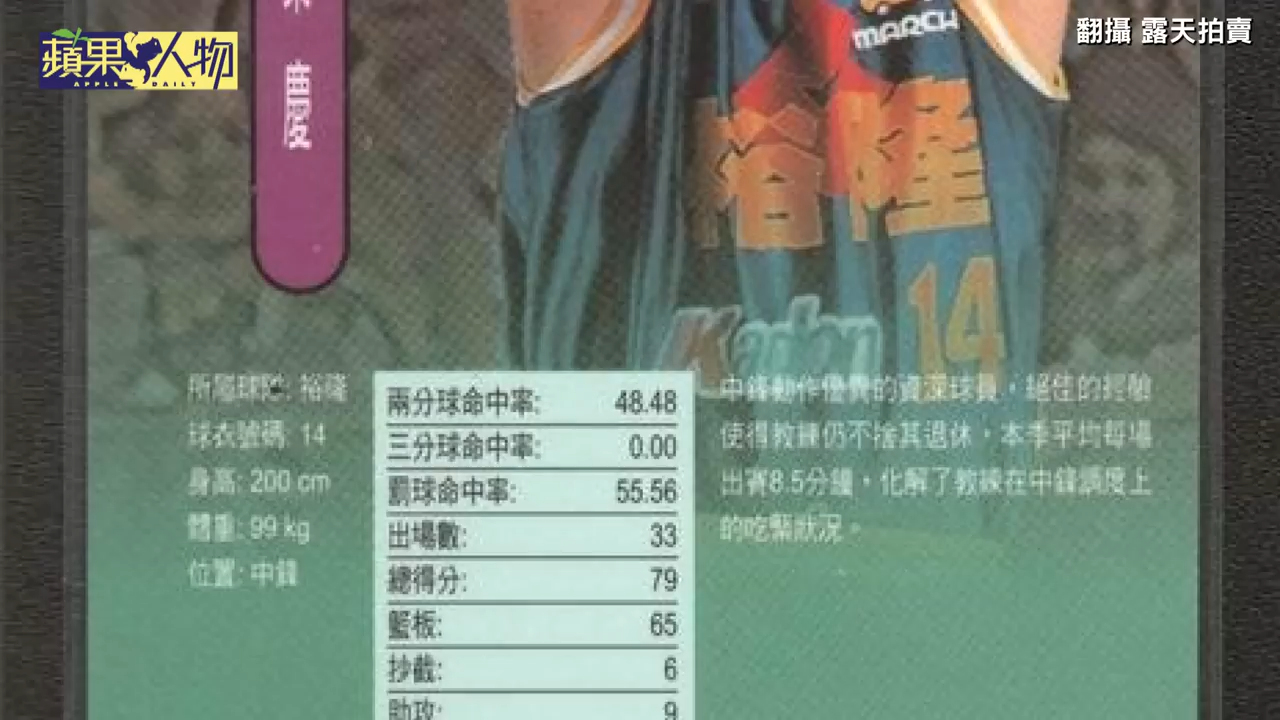 蘋果人物
APPLE DAILY
翻攝 露天拍賣
慶
MARCH
裕隆
14
所屬球隊: 裕隆
球衣號碼: 14
身高: 200 cm
體重: 99 kg
位置: 中鋒
兩分球命中率: 48.48
三分球命中率: 0.00
罰球命中率: 55.56
出場數: 33
總得分: 79
籃板: 65
抄截: 6
助攻: 9
中鋒動作優異的資深球員，絕佳的經驗
使得教練仍不捨其退休，本季平均每場
出賽8.5分鐘，化解了教練在中鋒調度上
的吃緊狀況。